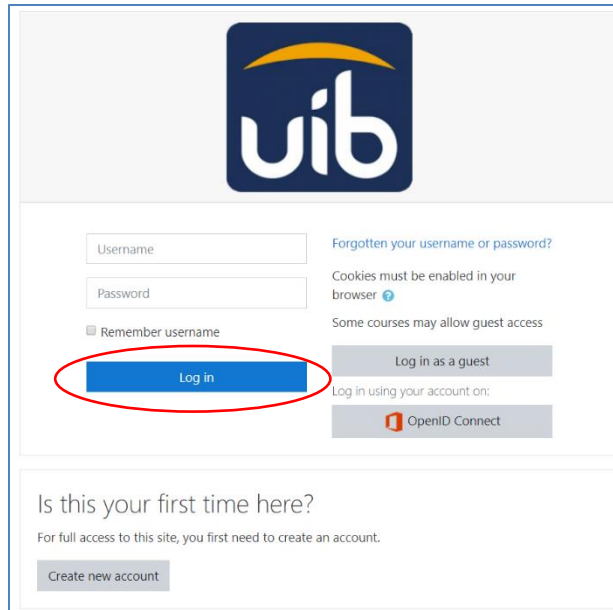 uib
Username
Password
Remember username
Log in
Forgotten your username or password?
Cookies must be enabled in your
browser ?
Some courses may allow guest access
Log in as a guest
Log in using your account on:
OpenID Connect
Is this your first time here?
For full access to this site, you first need to create an account.
Create new account